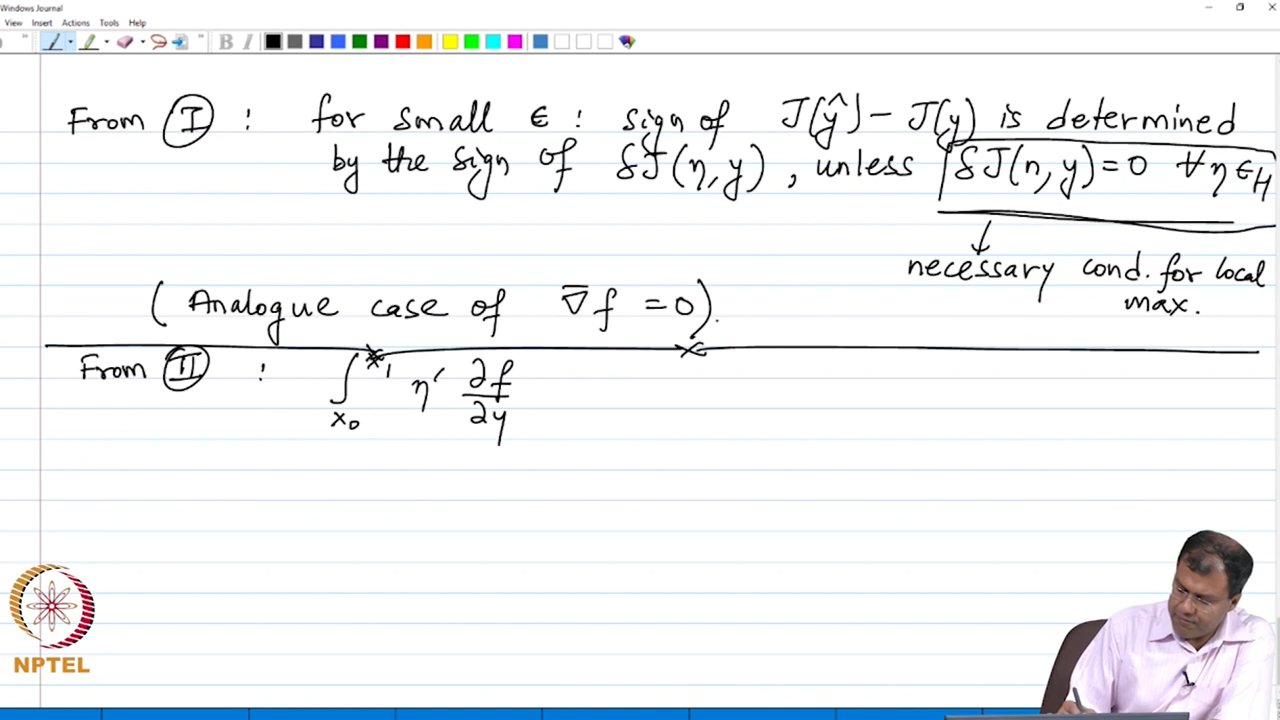 Windows Journal
View Insert Actions Tools Help
From (I) : for small ϵ : sign of J(ŷ) − J(y) is determined
by the sign of δJ(η, y) , unless δJ(η, y) = 0 ∀ η ϵ H
↓
necessary cond. for local
max.
( Analogue case of ∇̄f = 0).
From (II) : ∫_{x₀}^{x₁} η′ ∂f/∂y
NPTEL